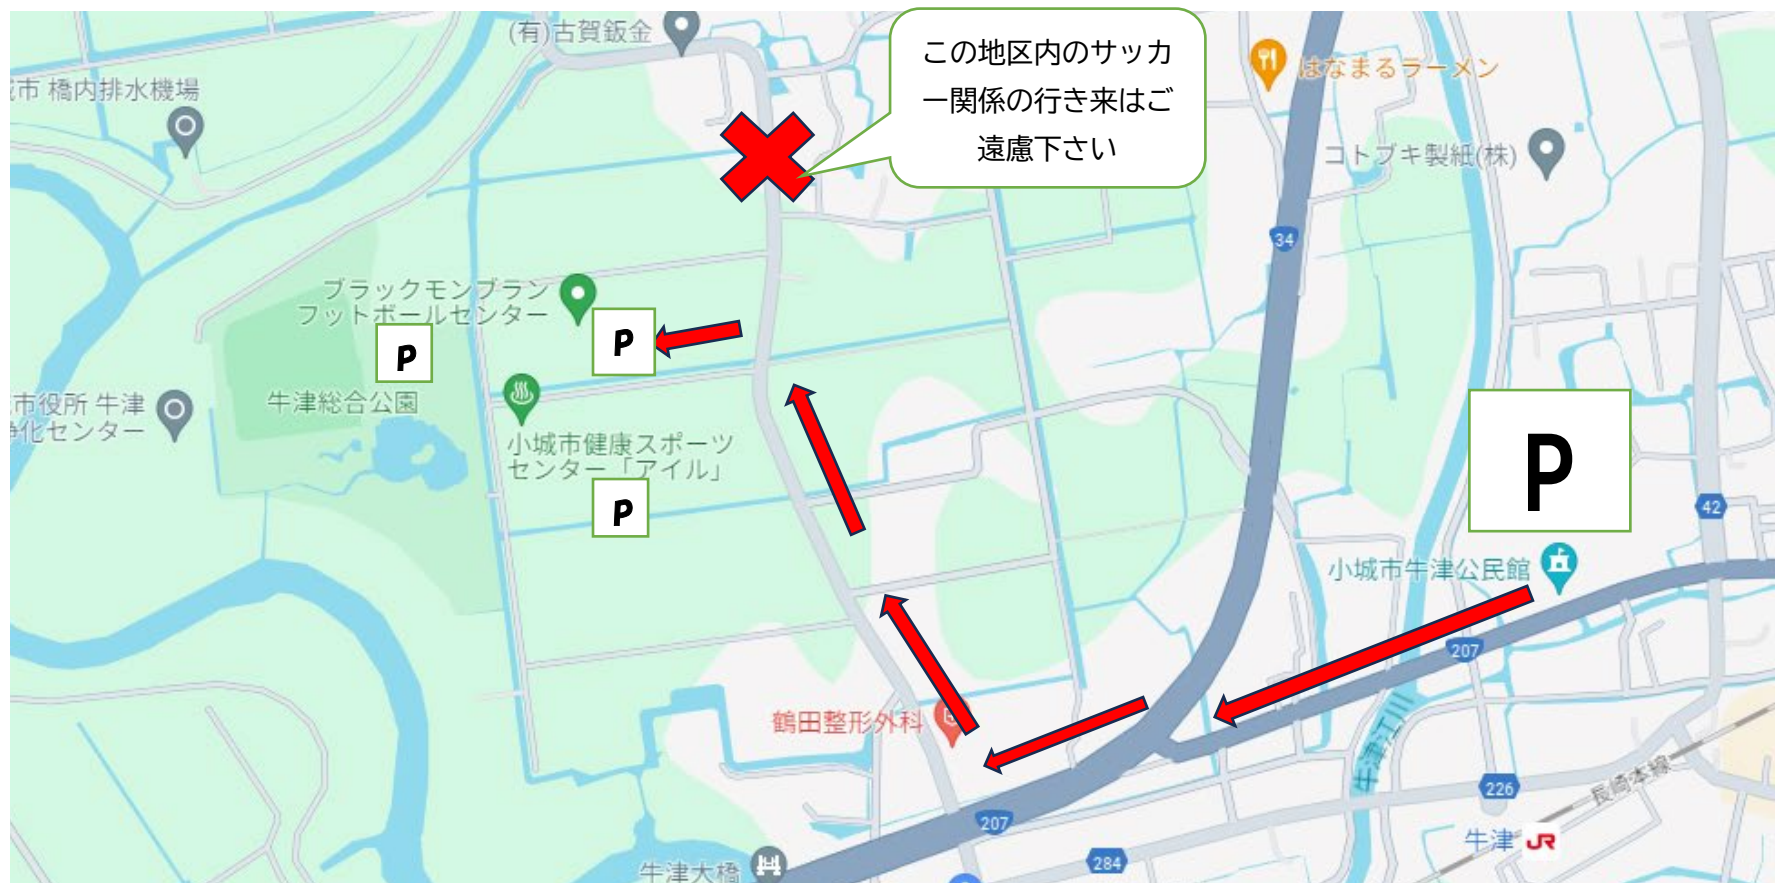 (有)古賀鈑金
この地区内のサッカ
ー関係の行き来はご
遠慮下さい
はなまるラーメン
市 橋内排水機場
コトブキ製紙(株)
34
ブラックモンブラン
フットボールセンター
P
P
市役所 牛津
化センター
牛津総合公園
小城市健康スポーツ
センター「アイル」
P
P
42
小城市牛津公民館
207
鶴田整形外科
牛津江川
長崎本線
226
207
牛津
JR
284
牛津大橋